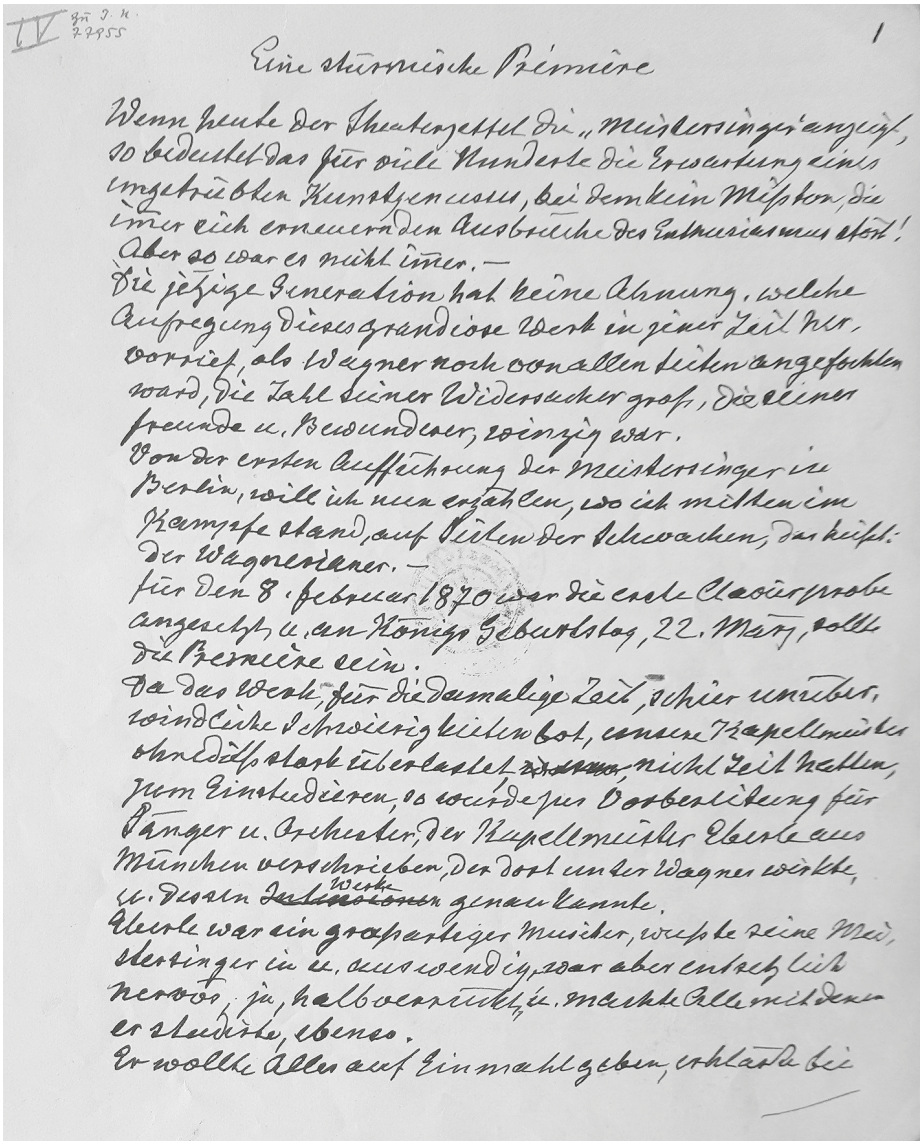 IV zu I. N.
77955
1
Eine stürmische Première
Wenn heute der Theaterzettel die „Meistersinger" anzeigt,
so bedeutet das für viele Hunderte die Erwartung eines
ungetrübten Kunstgenusses, bei dem kein Mißton, die
im̄er sich erneuernden Ausbrüche des Enthusiasmus stört!
Aber so war es nicht im̄er. —
Die jetzige Generation hat keine Ahnung, welche
Aufregung dieses grandiose Werk in jener Zeit her,
vorrief, als Wagner noch von allen Seiten angefochten
ward, die Zahl seiner Widersacher groß, die seiner
Freunde u. Bewunderer, winzig war.
Von der ersten Aufführung der Meistersinger in
Berlin, will ich nun erzählen, wo ich mitten im
Kampfe stand, auf Seiten der Schwachen, das heißt:
der Wagnerianer. —
Für den 8. Februar 1870 war die erste Clavierprobe
angesetzt, u. an Königs Geburtstag, 22. März, sollte
die Première sein.
Da das Werk, für die damalige Zeit, schier unüber,
windliche Schwierigkeiten bot, unsere Kapellmeister
ohnedieß stark überlastet, nicht Zeit hatten,
zum Einstudieren, so wurde zur Vorbereitung für
Sänger u. Orchester, der Kapellmeister Eberle aus
München verschrieben, der dort unter Wagner wirkte,
u. dessen Werke genau kannte.
Eberle war ein großartiger Musiker, wußte seine Mei,
stersinger in u. auswendig, war aber entsetzlich
nervös, ja, halbverrückt, u. machte Alle mit denen
er studirte, ebenso.
Er wollte Alles auf Einmahl geben, erklärte die